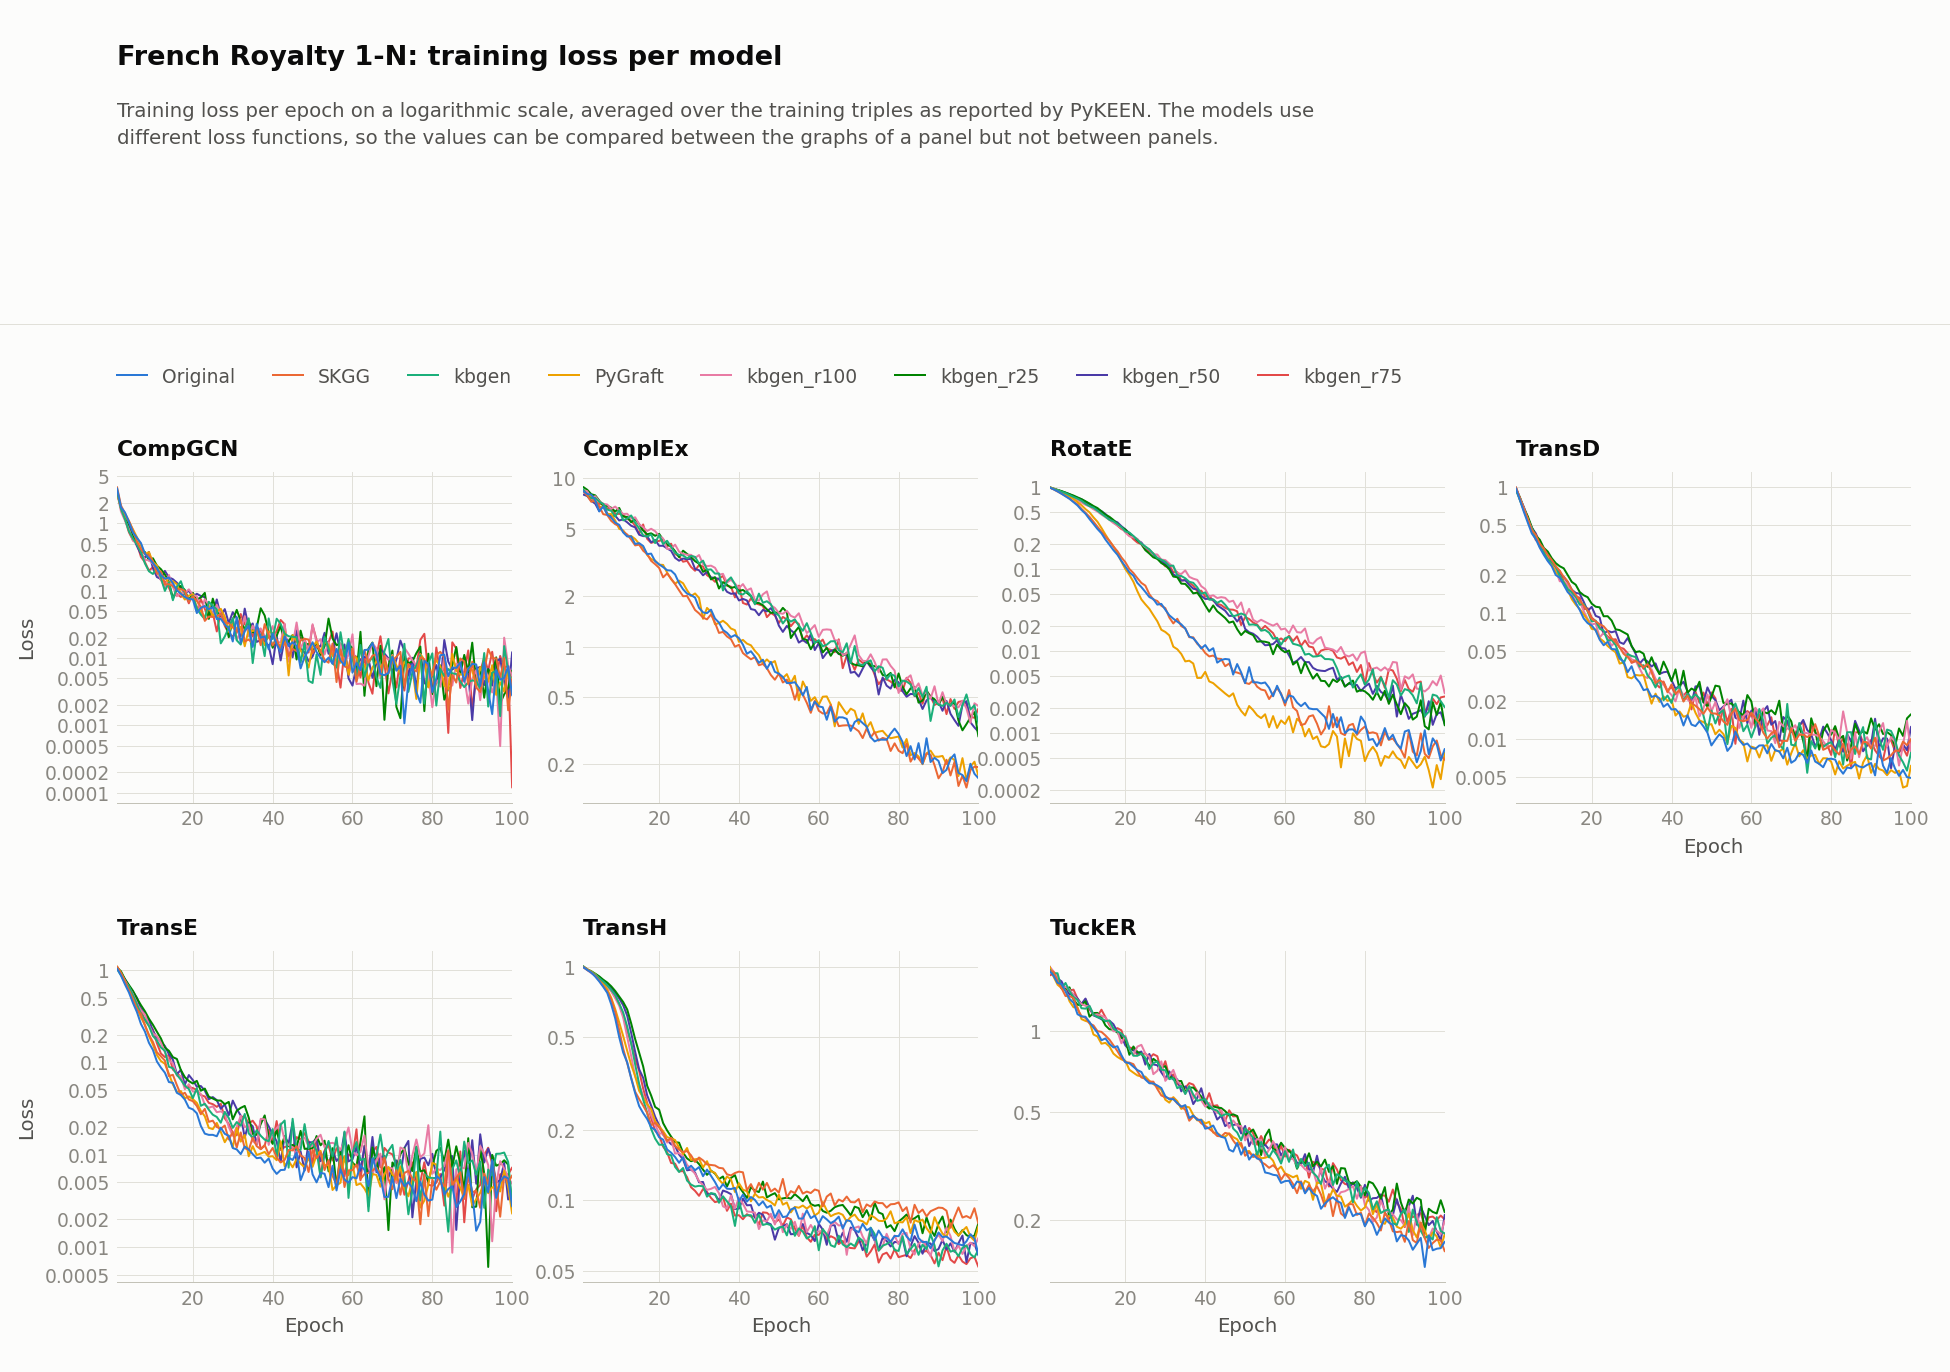 French Royalty 1-N: training loss per model
Training loss per epoch on a logarithmic scale, averaged over the training triples as reported by PyKEEN. The models use
different loss functions, so the values can be compared between the graphs of a panel but not between panels.
Original SKGG kbgen PyGraft kbgen_r100 kbgen_r25 kbgen_r50 kbgen_r75
CompGCN
Loss
5
2
1
0.5
0.2
0.1
0.05
0.02
0.01
0.005
0.002
0.001
0.0005
0.0002
0.0001
20 40 60 80 100
ComplEx
10
5
2
1
0.5
0.2
20 40 60 80 100
RotatE
1
0.5
0.2
0.1
0.05
0.02
0.01
0.005
0.002
0.001
0.0005
0.0002
20 40 60 80 100
TransD
1
0.5
0.2
0.1
0.05
0.02
0.01
0.005
20 40 60 80 100
Epoch
TransE
Loss
1
0.5
0.2
0.1
0.05
0.02
0.01
0.005
0.002
0.001
0.0005
20 40 60 80 100
Epoch
TransH
1
0.5
0.2
0.1
0.05
20 40 60 80 100
Epoch
TuckER
1
0.5
0.2
20 40 60 80 100
Epoch